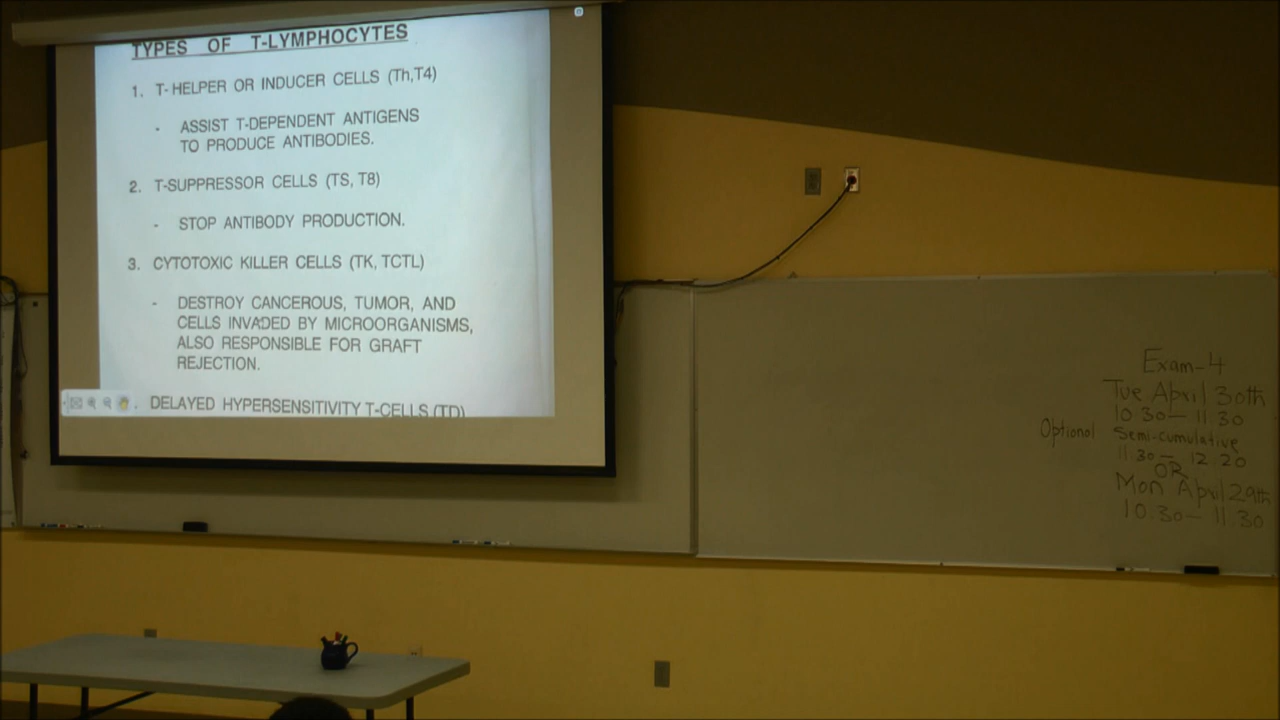 TYPES OF T-LYMPHOCYTES
1. T-HELPER OR INDUCER CELLS (Th,T4)
- ASSIST T-DEPENDENT ANTIGENS
TO PRODUCE ANTIBODIES.
2. T-SUPPRESSOR CELLS (TS, T8)
- STOP ANTIBODY PRODUCTION.
3. CYTOTOXIC KILLER CELLS (TK, TCTL)
- DESTROY CANCEROUS, TUMOR, AND
CELLS INVADED BY MICROORGANISMS,
ALSO RESPONSIBLE FOR GRAFT
REJECTION.
DELAYED HYPERSENSITIVITY T-CELLS (TD)
Exam-4
Tue April 30th
10.30 — 11.30
Optional Semi-cumulative
11.30 — 12.20
OR
Mon April 29th
10.30 — 11.30